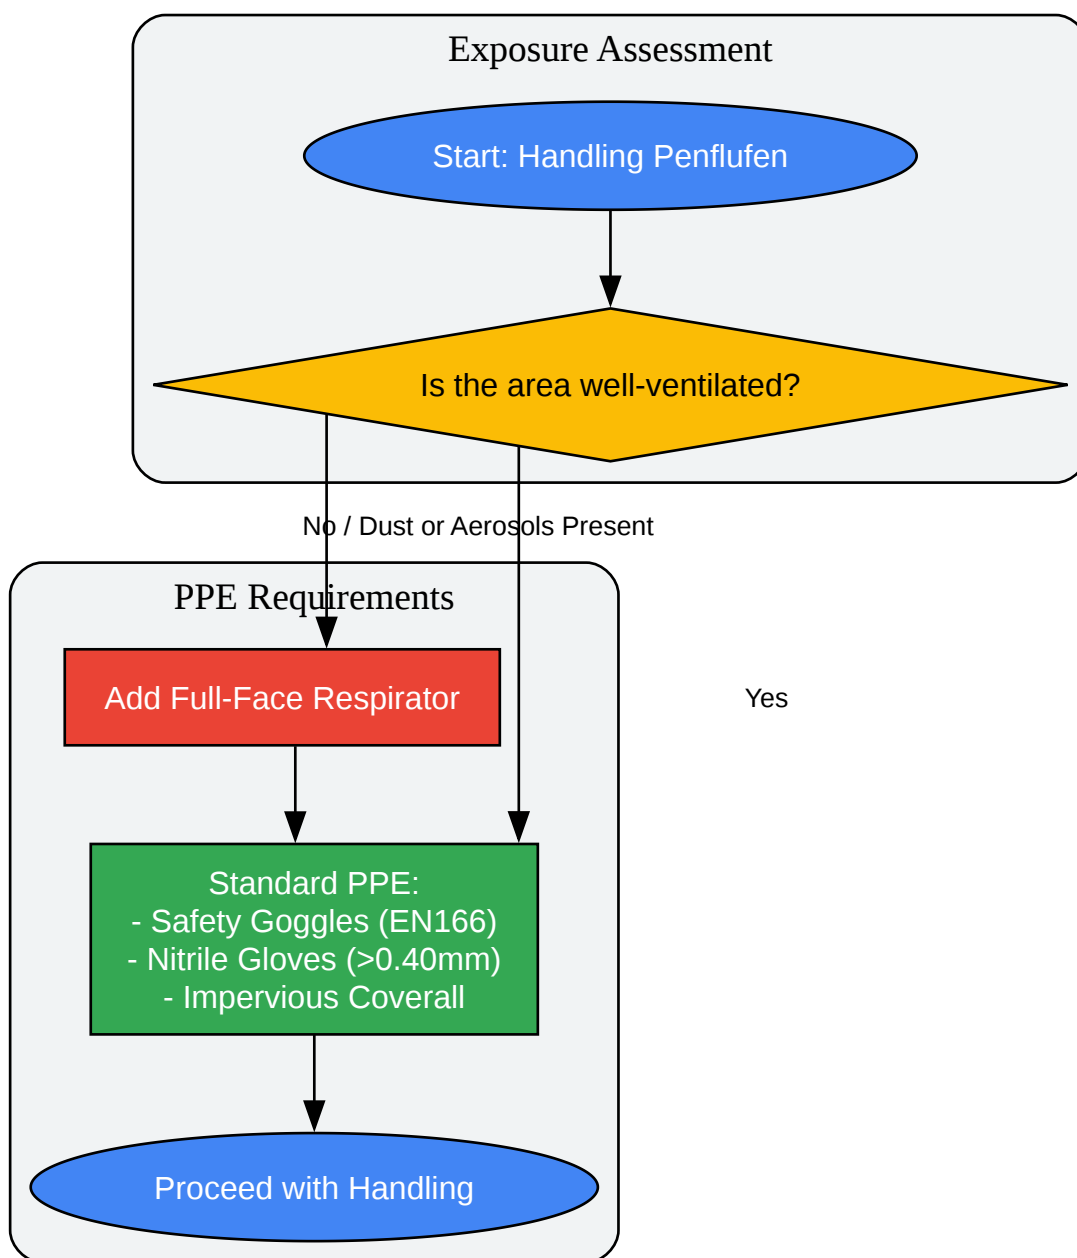 Exposure Assessment
Start: Handling Penflufen
Is the area well-ventilated?
No / Dust or Aerosols Present
PPE Requirements
Add Full-Face Respirator
Yes
Standard PPE:
- Safety Goggles (EN166)
- Nitrile Gloves (>0.40mm)
- Impervious Coverall
Proceed with Handling